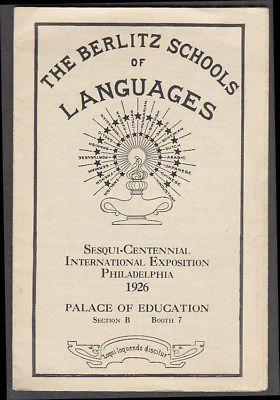 THE BERLITZ SCHOOLS
OF
LANGUAGES
ARABIC
SESQUI-CENTENNIAL
INTERNATIONAL EXPOSITION
PHILADELPHIA
1926
PALACE OF EDUCATION
SECTION B BOOTH 7
"Loqui loquendo discitur"